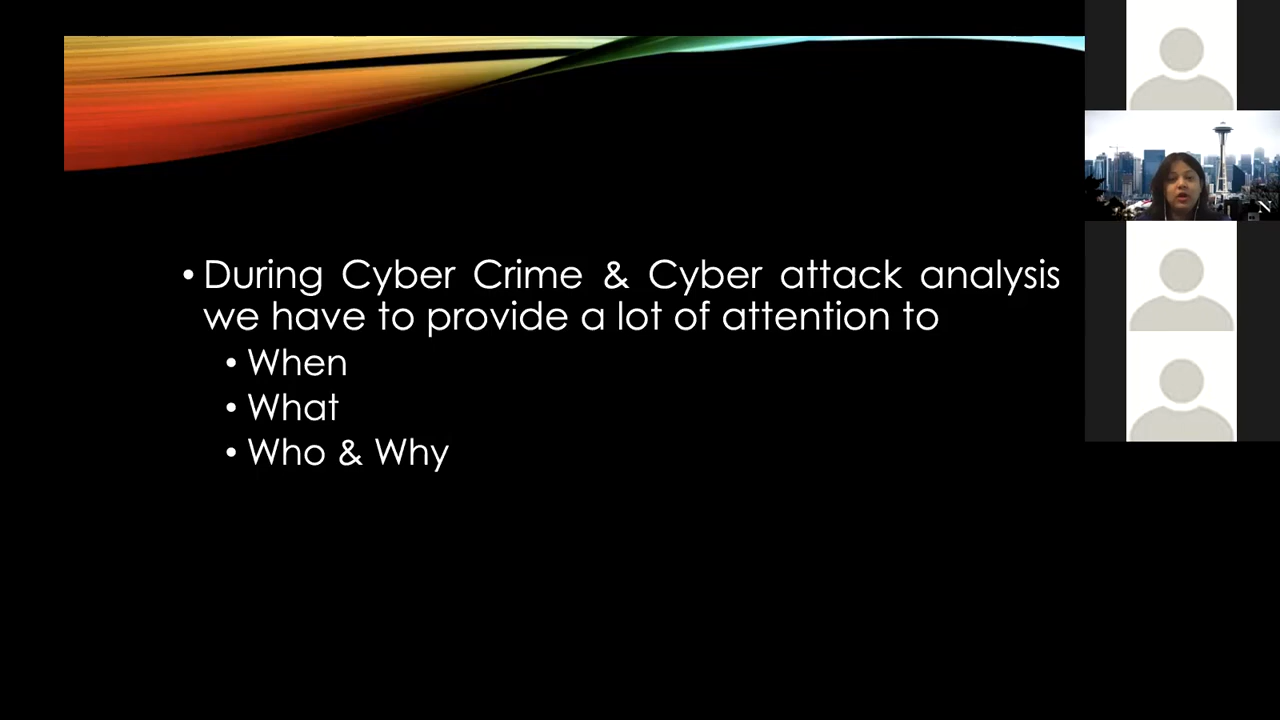 • During Cyber Crime & Cyber attack analysis
we have to provide a lot of attention to
• When
• What
• Who & Why